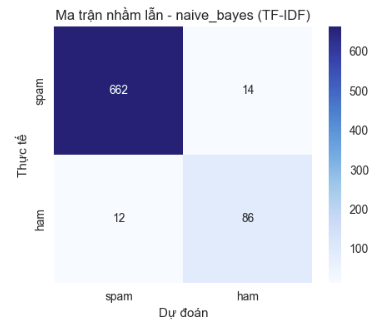 Ma trận nhầm lẫn - naive_bayes (TF-IDF)
Thực tế
spam
662
14
ham
12
86
spam
ham
Dự đoán
600
500
400
300
200
100